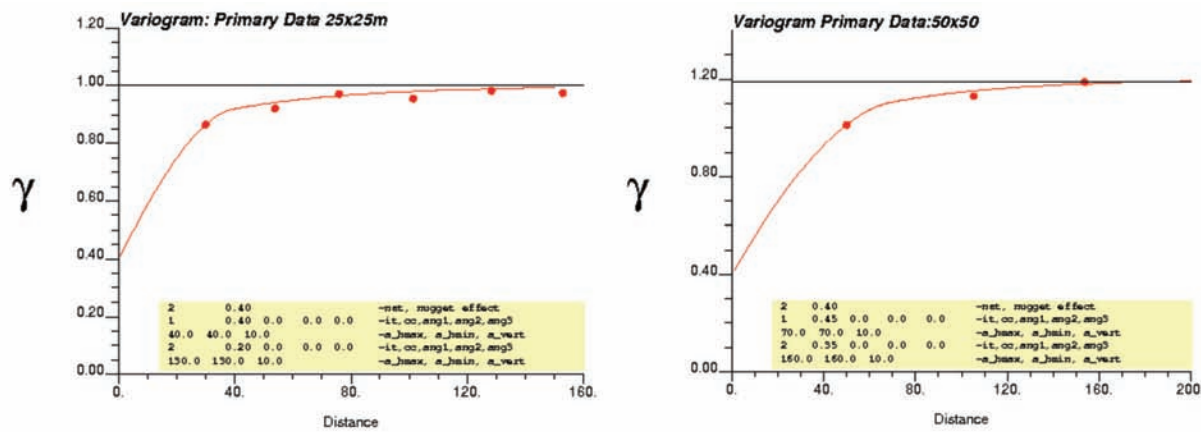 Variogram: Primary Data 25x25m
1.20
1.00
0.80
0.60
0.40
0.20
0.00
γ
2 0.40 -nst, nugget effect
1 0.40 0.0 0.0 0.0 -it,cc,ang1,ang2,ang3
40.0 40.0 10.0 -a_hmax, a_hmin, a_vert
2 0.20 0.0 0.0 0.0 -it,cc,ang1,ang2,ang3
150.0 150.0 10.0 -a_hmax, a_hmin, a_vert
0. 40. 80. 120. 160.
Distance
Variogram Primary Data:50x50
1.20
0.80
0.40
0.00
γ
2 0.40 -nst, nugget effect
1 0.45 0.0 0.0 0.0 -it,cc,ang1,ang2,ang3
70.0 70.0 10.0 -a_hmax, a_hmin, a_vert
2 0.35 0.0 0.0 0.0 -it,cc,ang1,ang2,ang3
160.0 160.0 10.0 -a_hmax, a_hmin, a_vert
0. 40. 80. 120. 160. 200.
Distance